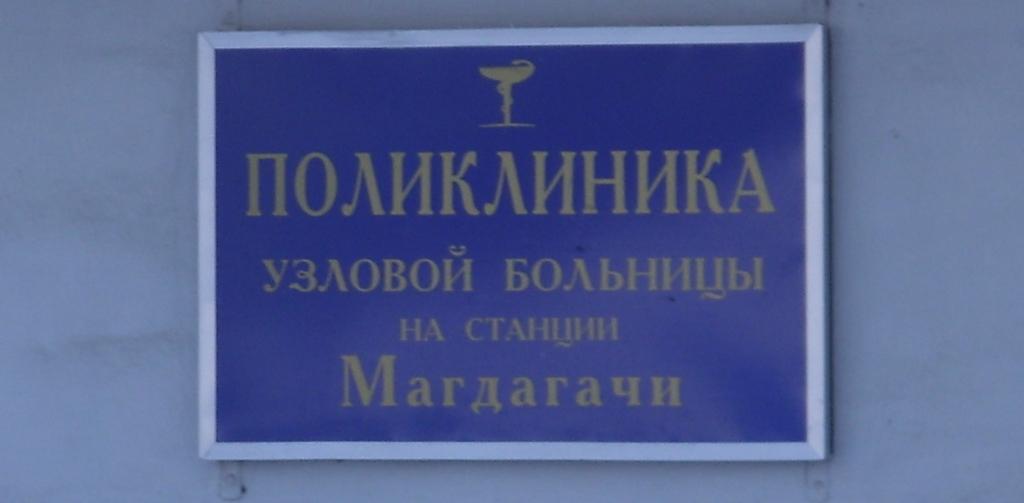 ПОЛИКЛИНИКА
УЗЛОВОЙ БОЛЬНИЦЫ
НА СТАНЦИИ
Магдагачи